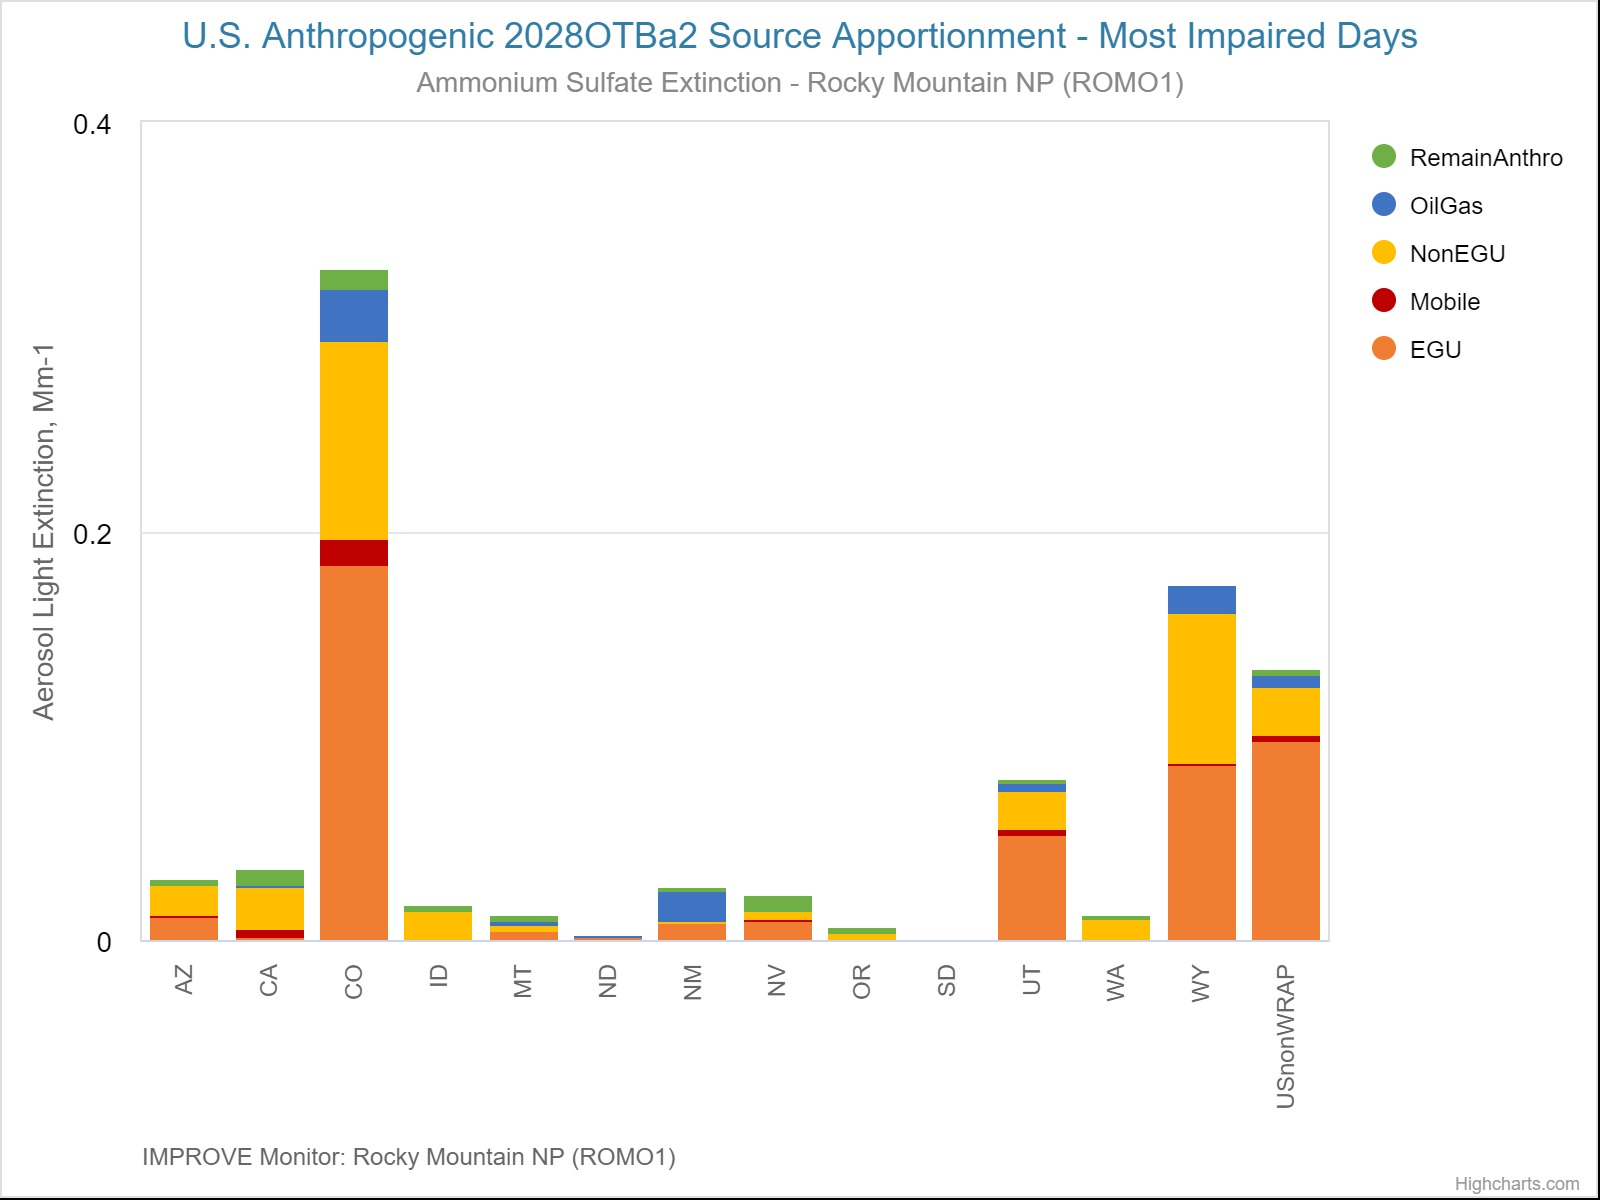 U.S. Anthropogenic 2028OTBa2 Source Apportionment - Most Impaired Days
Ammonium Sulfate Extinction - Rocky Mountain NP (ROMO1)
Aerosol Light Extinction, Mm-1
0.4
0.2
0
RemainAnthro
OilGas
NonEGU
Mobile
EGU
AZ
CA
CO
ID
MT
ND
NM
NV
OR
SD
UT
WA
WY
USnonWRAP
IMPROVE Monitor: Rocky Mountain NP (ROMO1)
Highcharts.com